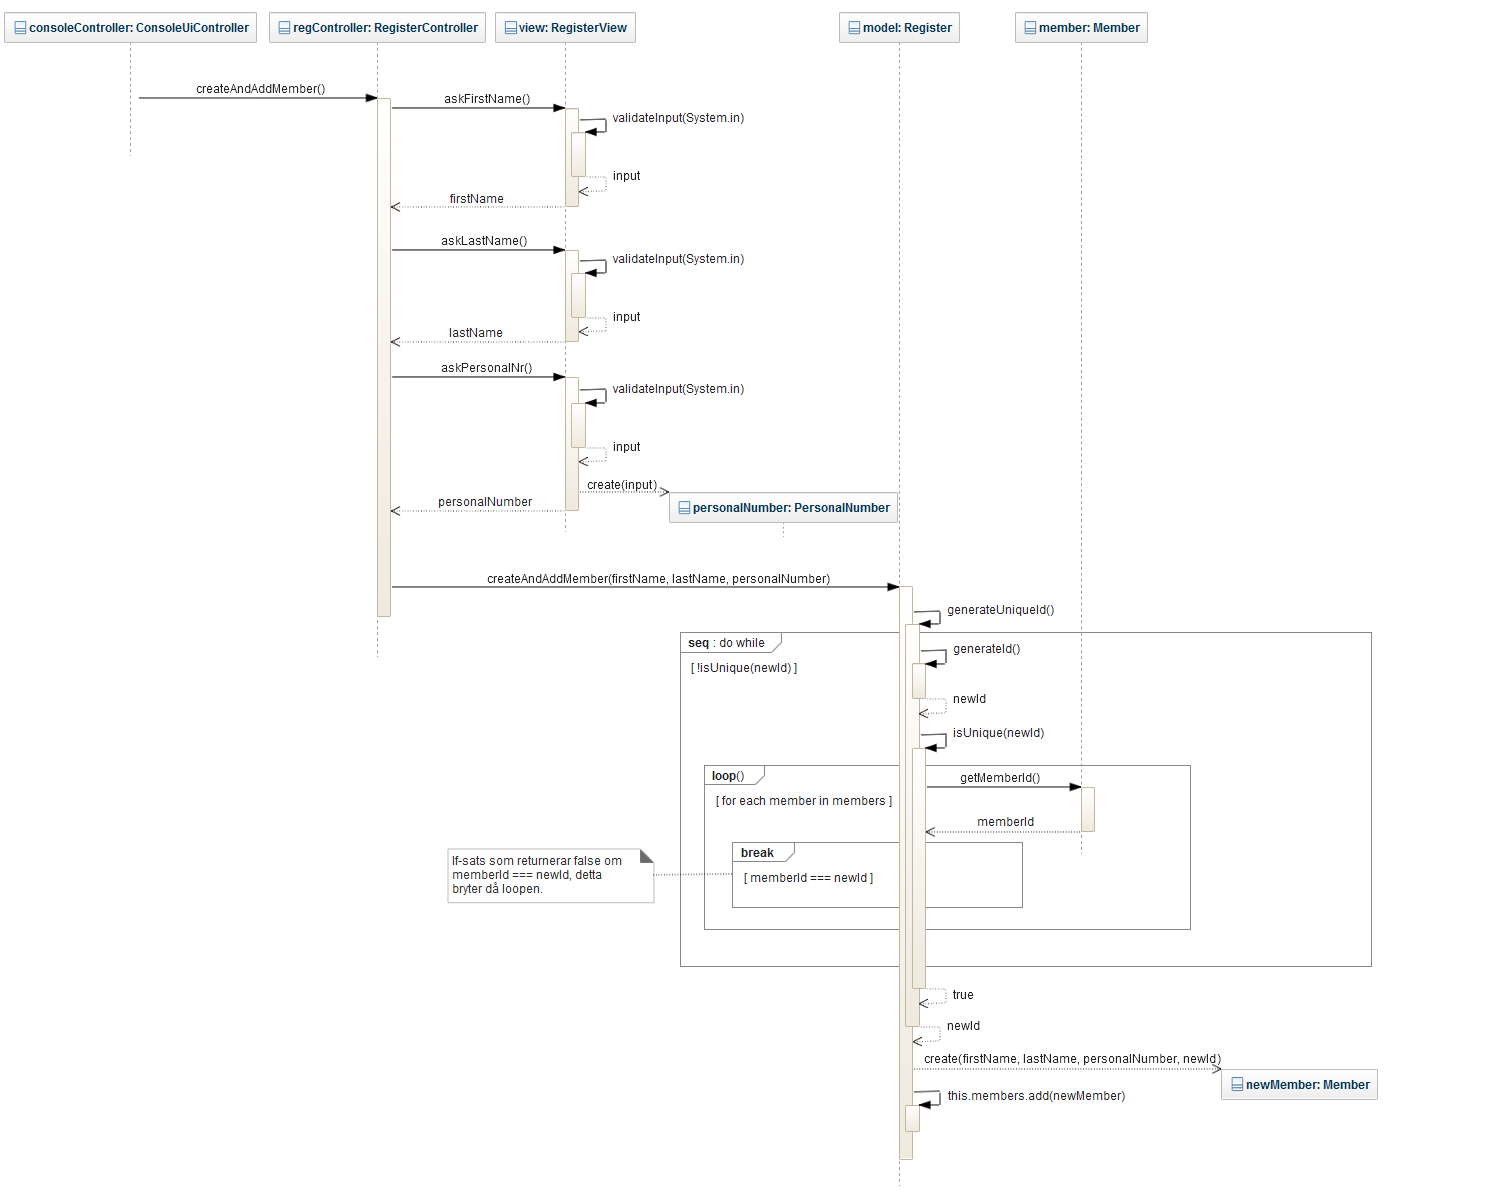 consoleController: ConsoleUiController
regController: RegisterController
view: RegisterView
model: Register
member: Member
createAndAddMember()
askFirstName()
validateInput(System.in)
input
firstName
askLastName()
validateInput(System.in)
input
lastName
askPersonalNr()
validateInput(System.in)
input
create(input)
personalNumber
personalNumber: PersonalNumber
createAndAddMember(firstName, lastName, personalNumber)
generateUniqueId()
seq : do while
[ !isUnique(newId) ]
generateId()
newId
isUnique(newId)
loop()
[ for each member in members ]
getMemberId()
memberId
break
[ memberId === newId ]
If-sats som returnerar false om
memberId === newId, detta
bryter då loopen.
true
newId
create(firstName, lastName, personalNumber, newId)
newMember: Member
this.members.add(newMember)